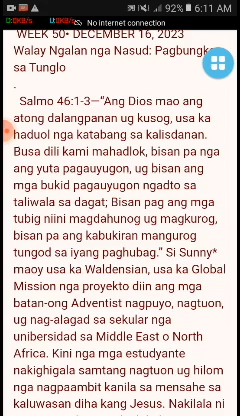 0:0KB/s U:0KB/s No internet connection 92% 6:11 AM
WEEK 50• DECEMBER 16, 2023
Walay Ngalan nga Nasud:
sa Tunglo
.
Salmo 46:1-3—“Ang Dios mao ang
atong dalangpanan ug kusog, usa ka
haduol nga katabang sa kalisdanan.
Busa dili kami mahadlok, bisan pa nga
ang yuta pagauyugon, ug bisan ang
mga bukid pagauyugon ngadto sa
taliwala sa dagat; Bisan pag ang mga
tubig niini magdahunog ug magkurog,
bisan pa ang kabukiran mangurog
tungod sa iyang paghubag.” Si Sunny*
maoy usa ka Waldensian, usa ka Global
Mission nga proyekto diin ang mga
batan-ong Adventist nagpuyo, nagtuon,
ug nag-alagad sa sekular nga
unibersidad sa Middle East o North
Africa. Kini nga mga estudyante
nakighigala samtang nagtuon ug hilom
nga nagpaambit kanila sa mensahe sa
kaluwasan diha kang Jesus. Nakilala ni